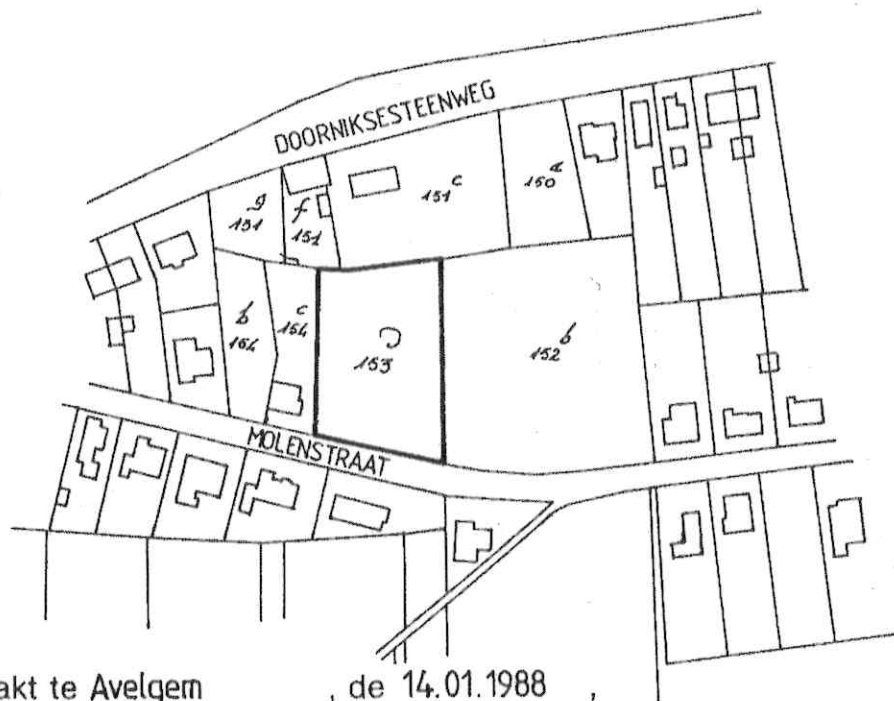 DOORNIKSESTEENWEG
g
151
f
151
151 c
150 a
b
164
c
154
153
152 b
MOLENSTRAAT
akt te Avelgem , de 14.01.1988 ,